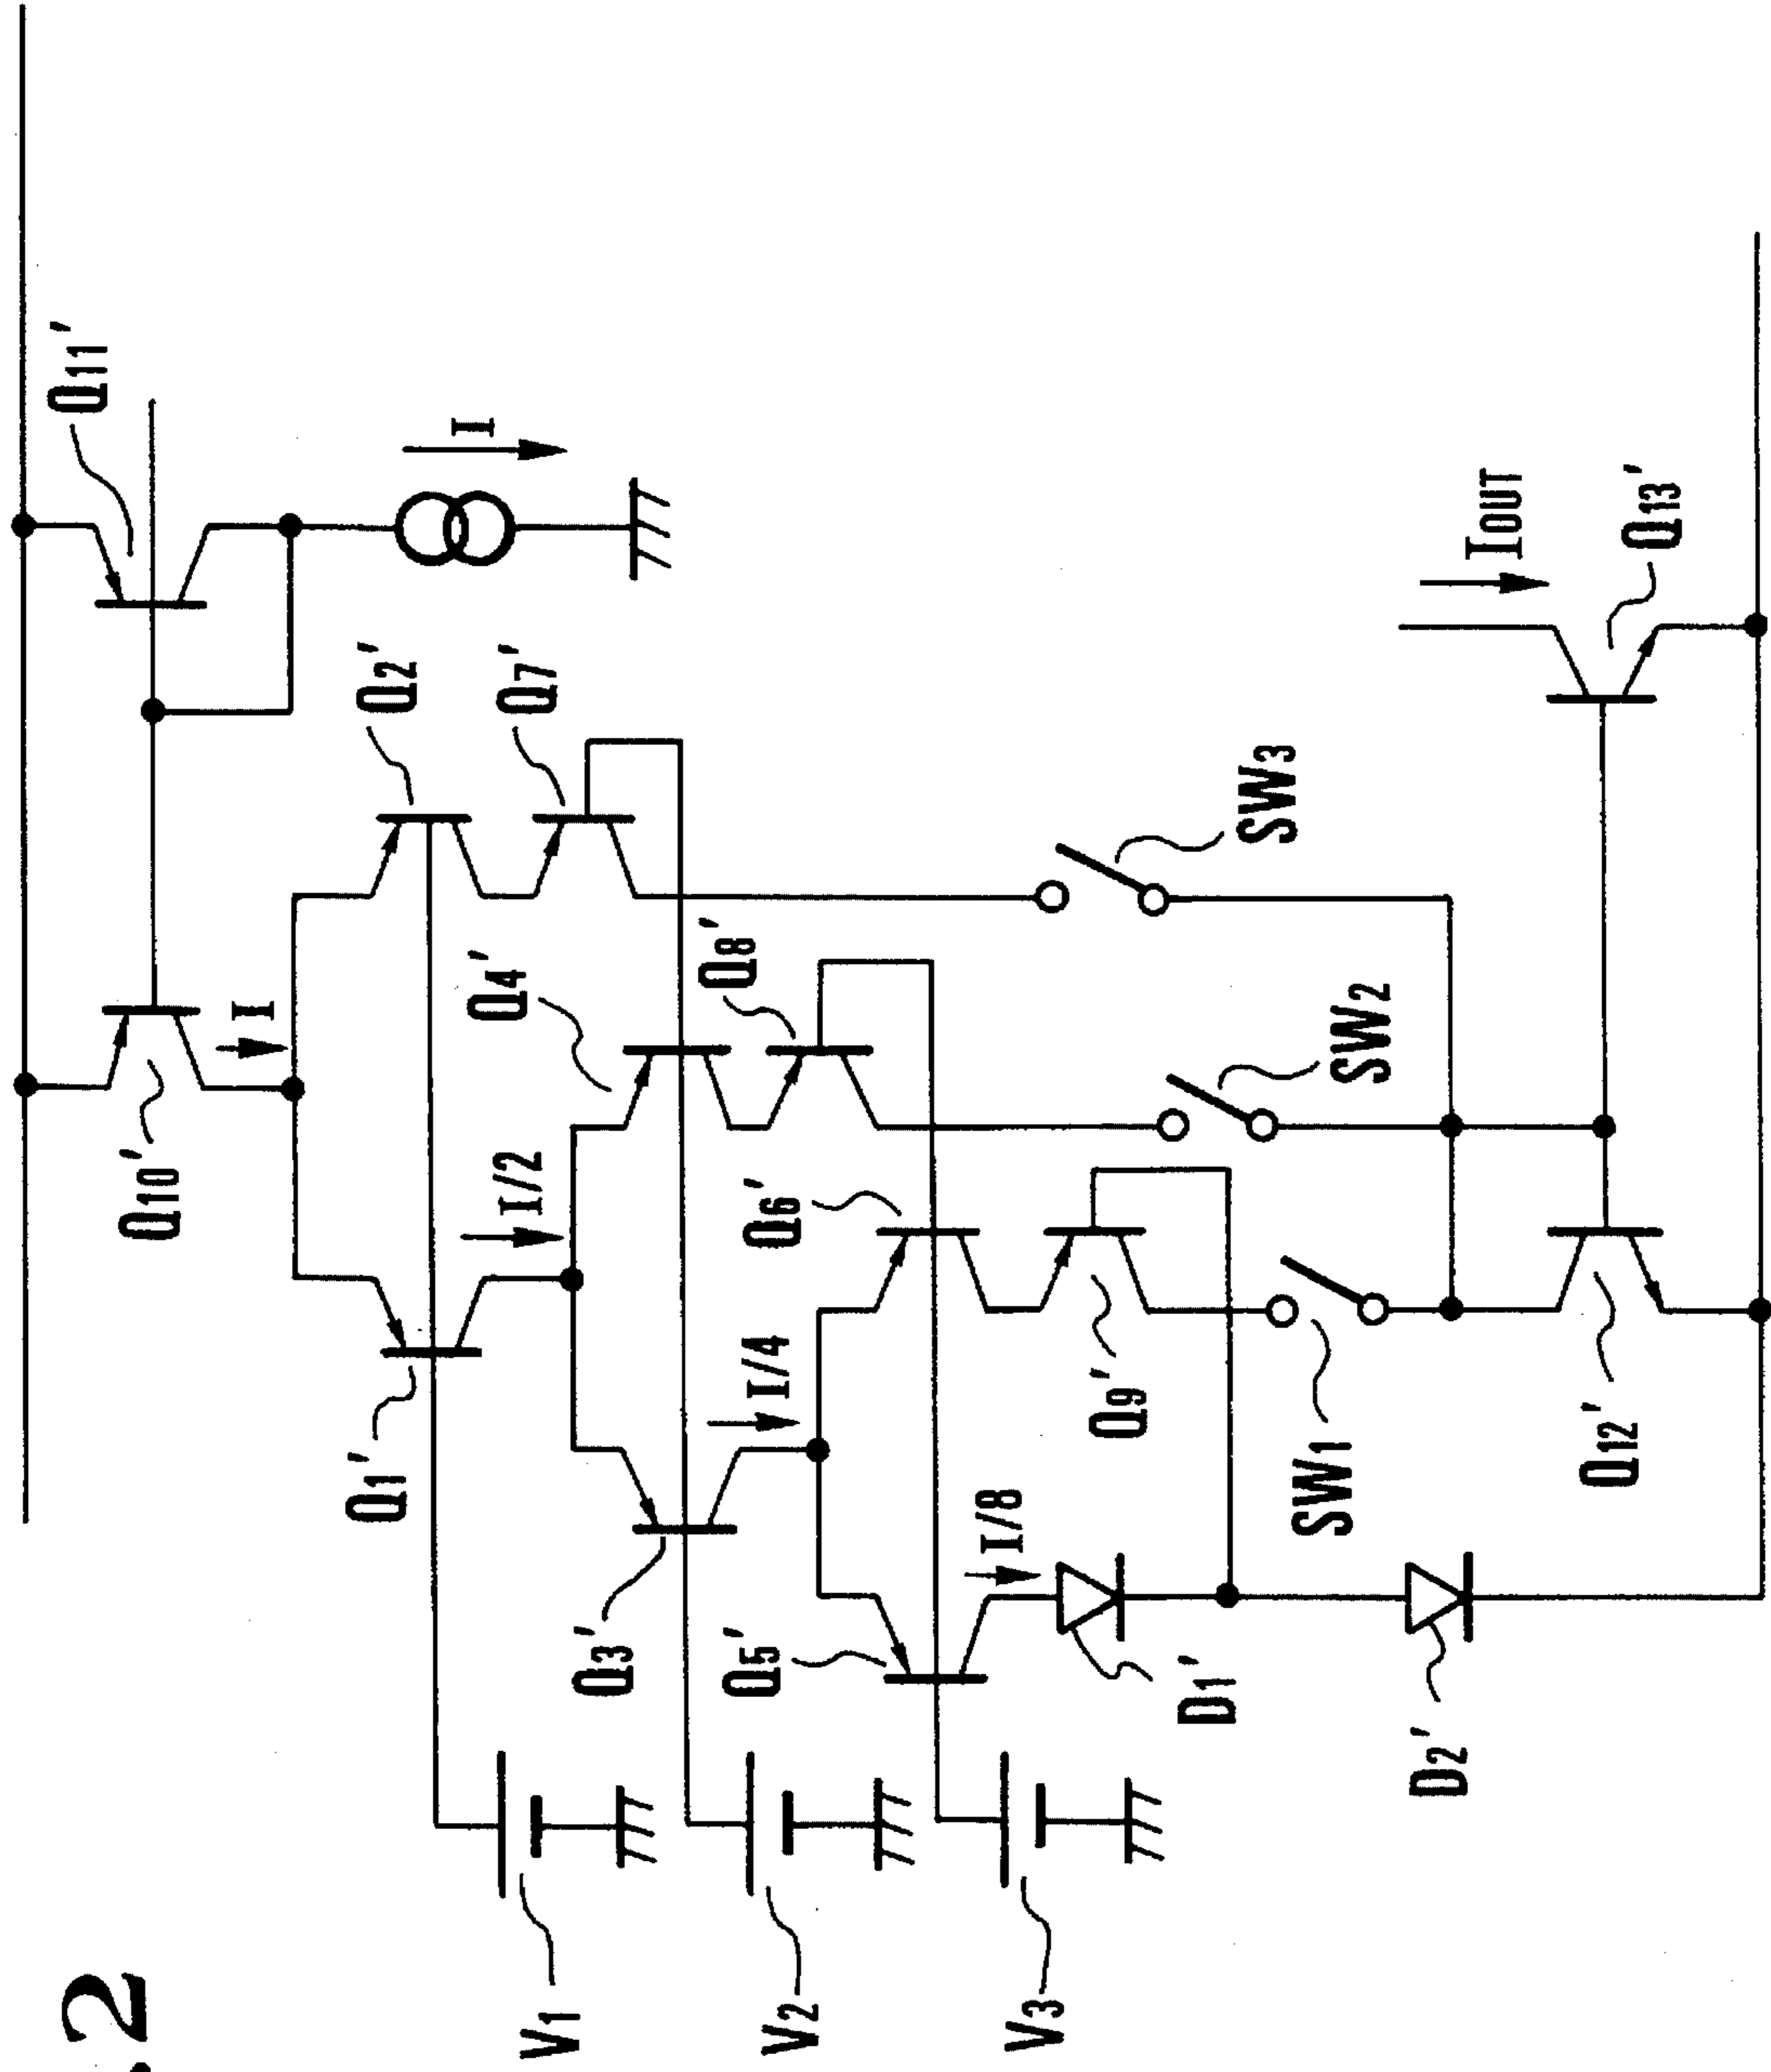 .2
Q11'
I
Q10'
I
Q2'
Q7'
Q1'
I/2
Q4'
Q8'
Q3'
I/4
Q6'
Q5'
I/8
Q9'
D1'
V1
V2
V3
SW3
SW2
SW1
D2'
Q12'
IOUT
Q13'